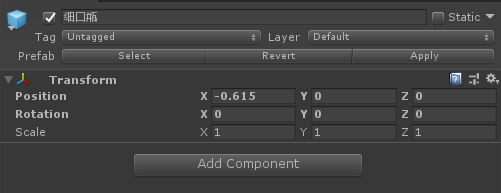 细口瓶 Static
Tag Untagged Layer Default
Prefab Select Revert Apply
Transform
Position X -0.615 Y 0 Z 0
Rotation X 0 Y 0 Z 0
Scale X 1 Y 1 Z 1
Add Component